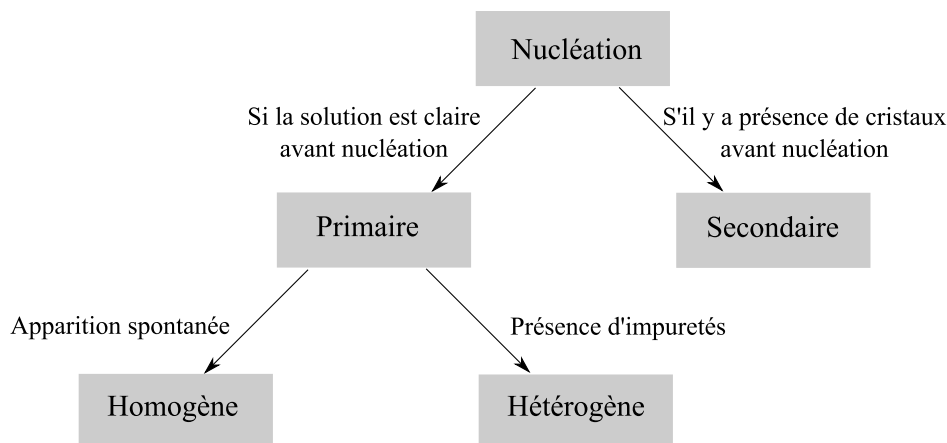 Nucléation
Si la solution est claire
avant nucléation
S'il y a présence de cristaux
avant nucléation
Primaire
Secondaire
Apparition spontanée
Présence d'impuretés
Homogène
Hétérogène